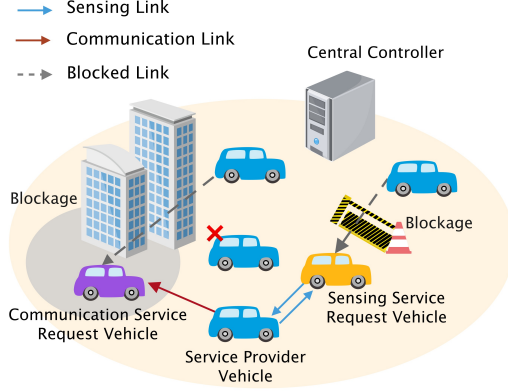 Sensing Link
Communication Link
Blocked Link
Central Controller
Blockage
Blockage
Communication Service
Request Vehicle
Sensing Service
Request Vehicle
Service Provider
Vehicle